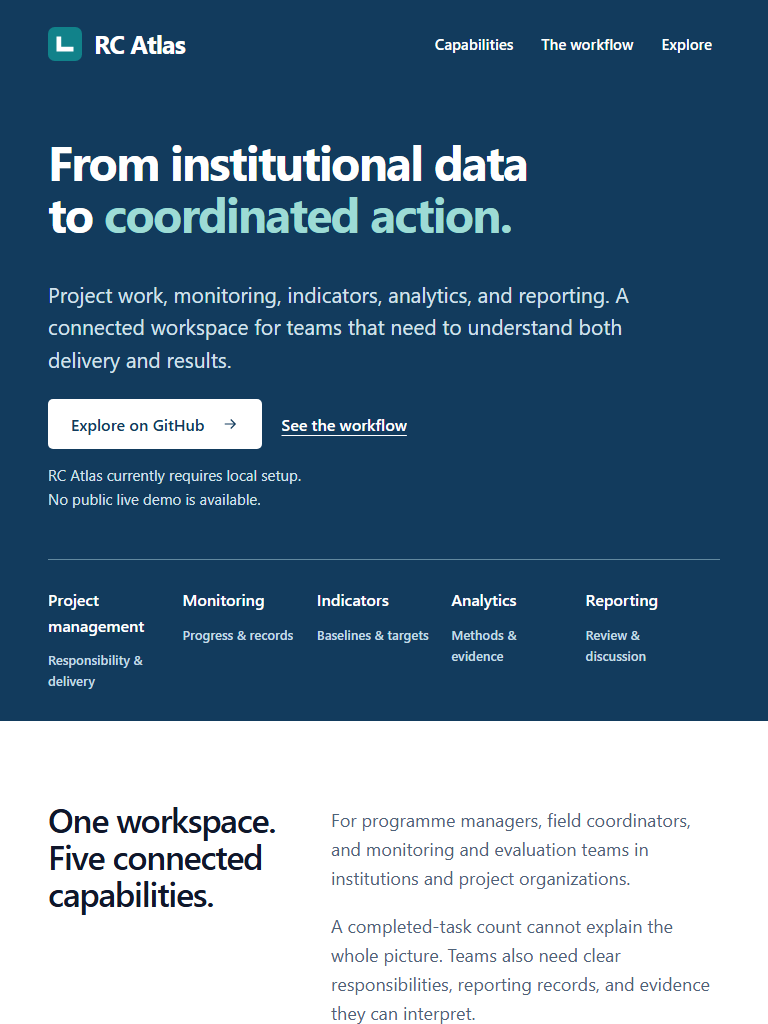 RC Atlas
Capabilities
The workflow
Explore
From institutional data
to coordinated action.
Project work, monitoring, indicators, analytics, and reporting. A
connected workspace for teams that need to understand both
delivery and results.
Explore on GitHub →
See the workflow
RC Atlas currently requires local setup.
No public live demo is available.
Project
management
Responsibility &
delivery
Monitoring
Progress & records
Indicators
Baselines & targets
Analytics
Methods &
evidence
Reporting
Review &
discussion
One workspace.
Five connected
capabilities.
For programme managers, field coordinators,
and monitoring and evaluation teams in
institutions and project organizations.
A completed-task count cannot explain the
whole picture. Teams also need clear
responsibilities, reporting records, and evidence
they can interpret.